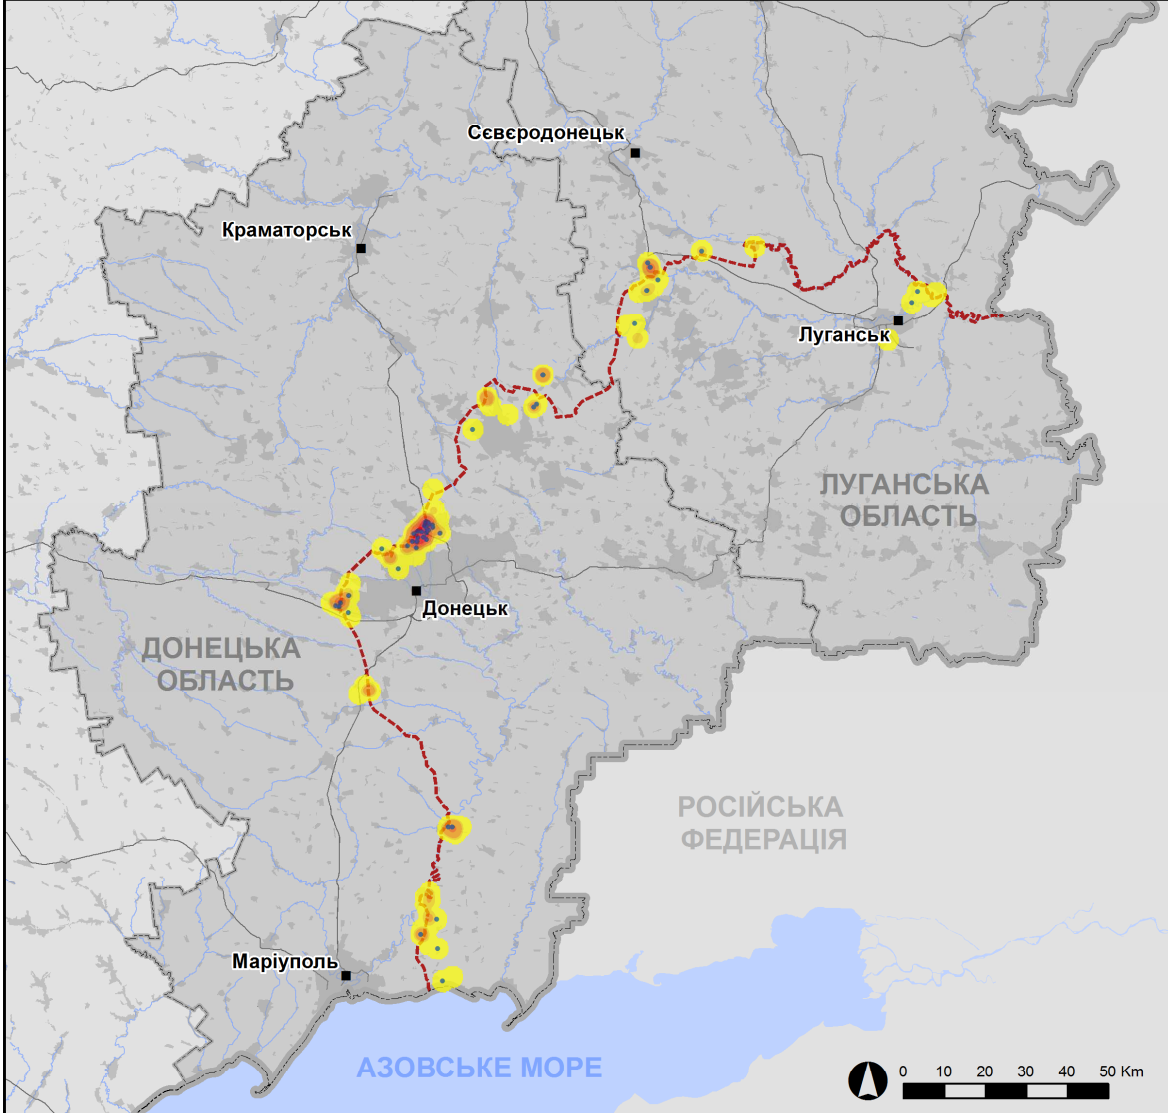 Сєвєродонецьк
Краматорськ
Луганськ
ЛУГАНСЬКА
ОБЛАСТЬ
Донецьк
ДОНЕЦЬКА
ОБЛАСТЬ
РОСІЙСЬКА
ФЕДЕРАЦІЯ
Маріуполь
АЗОВСЬКЕ МОРЕ
0 10 20 30 40 50 Km